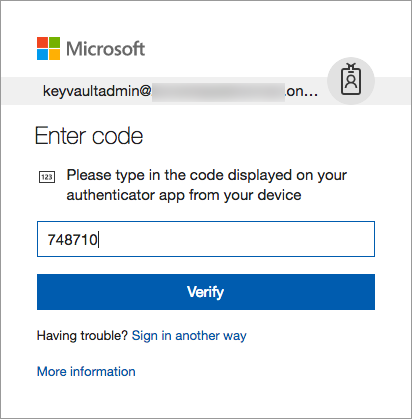 Microsoft
keyvaultadmin@ .on...
Enter code
123
Please type in the code displayed on your
authenticator app from your device
748710
Verify
Having trouble? Sign in another way
More information